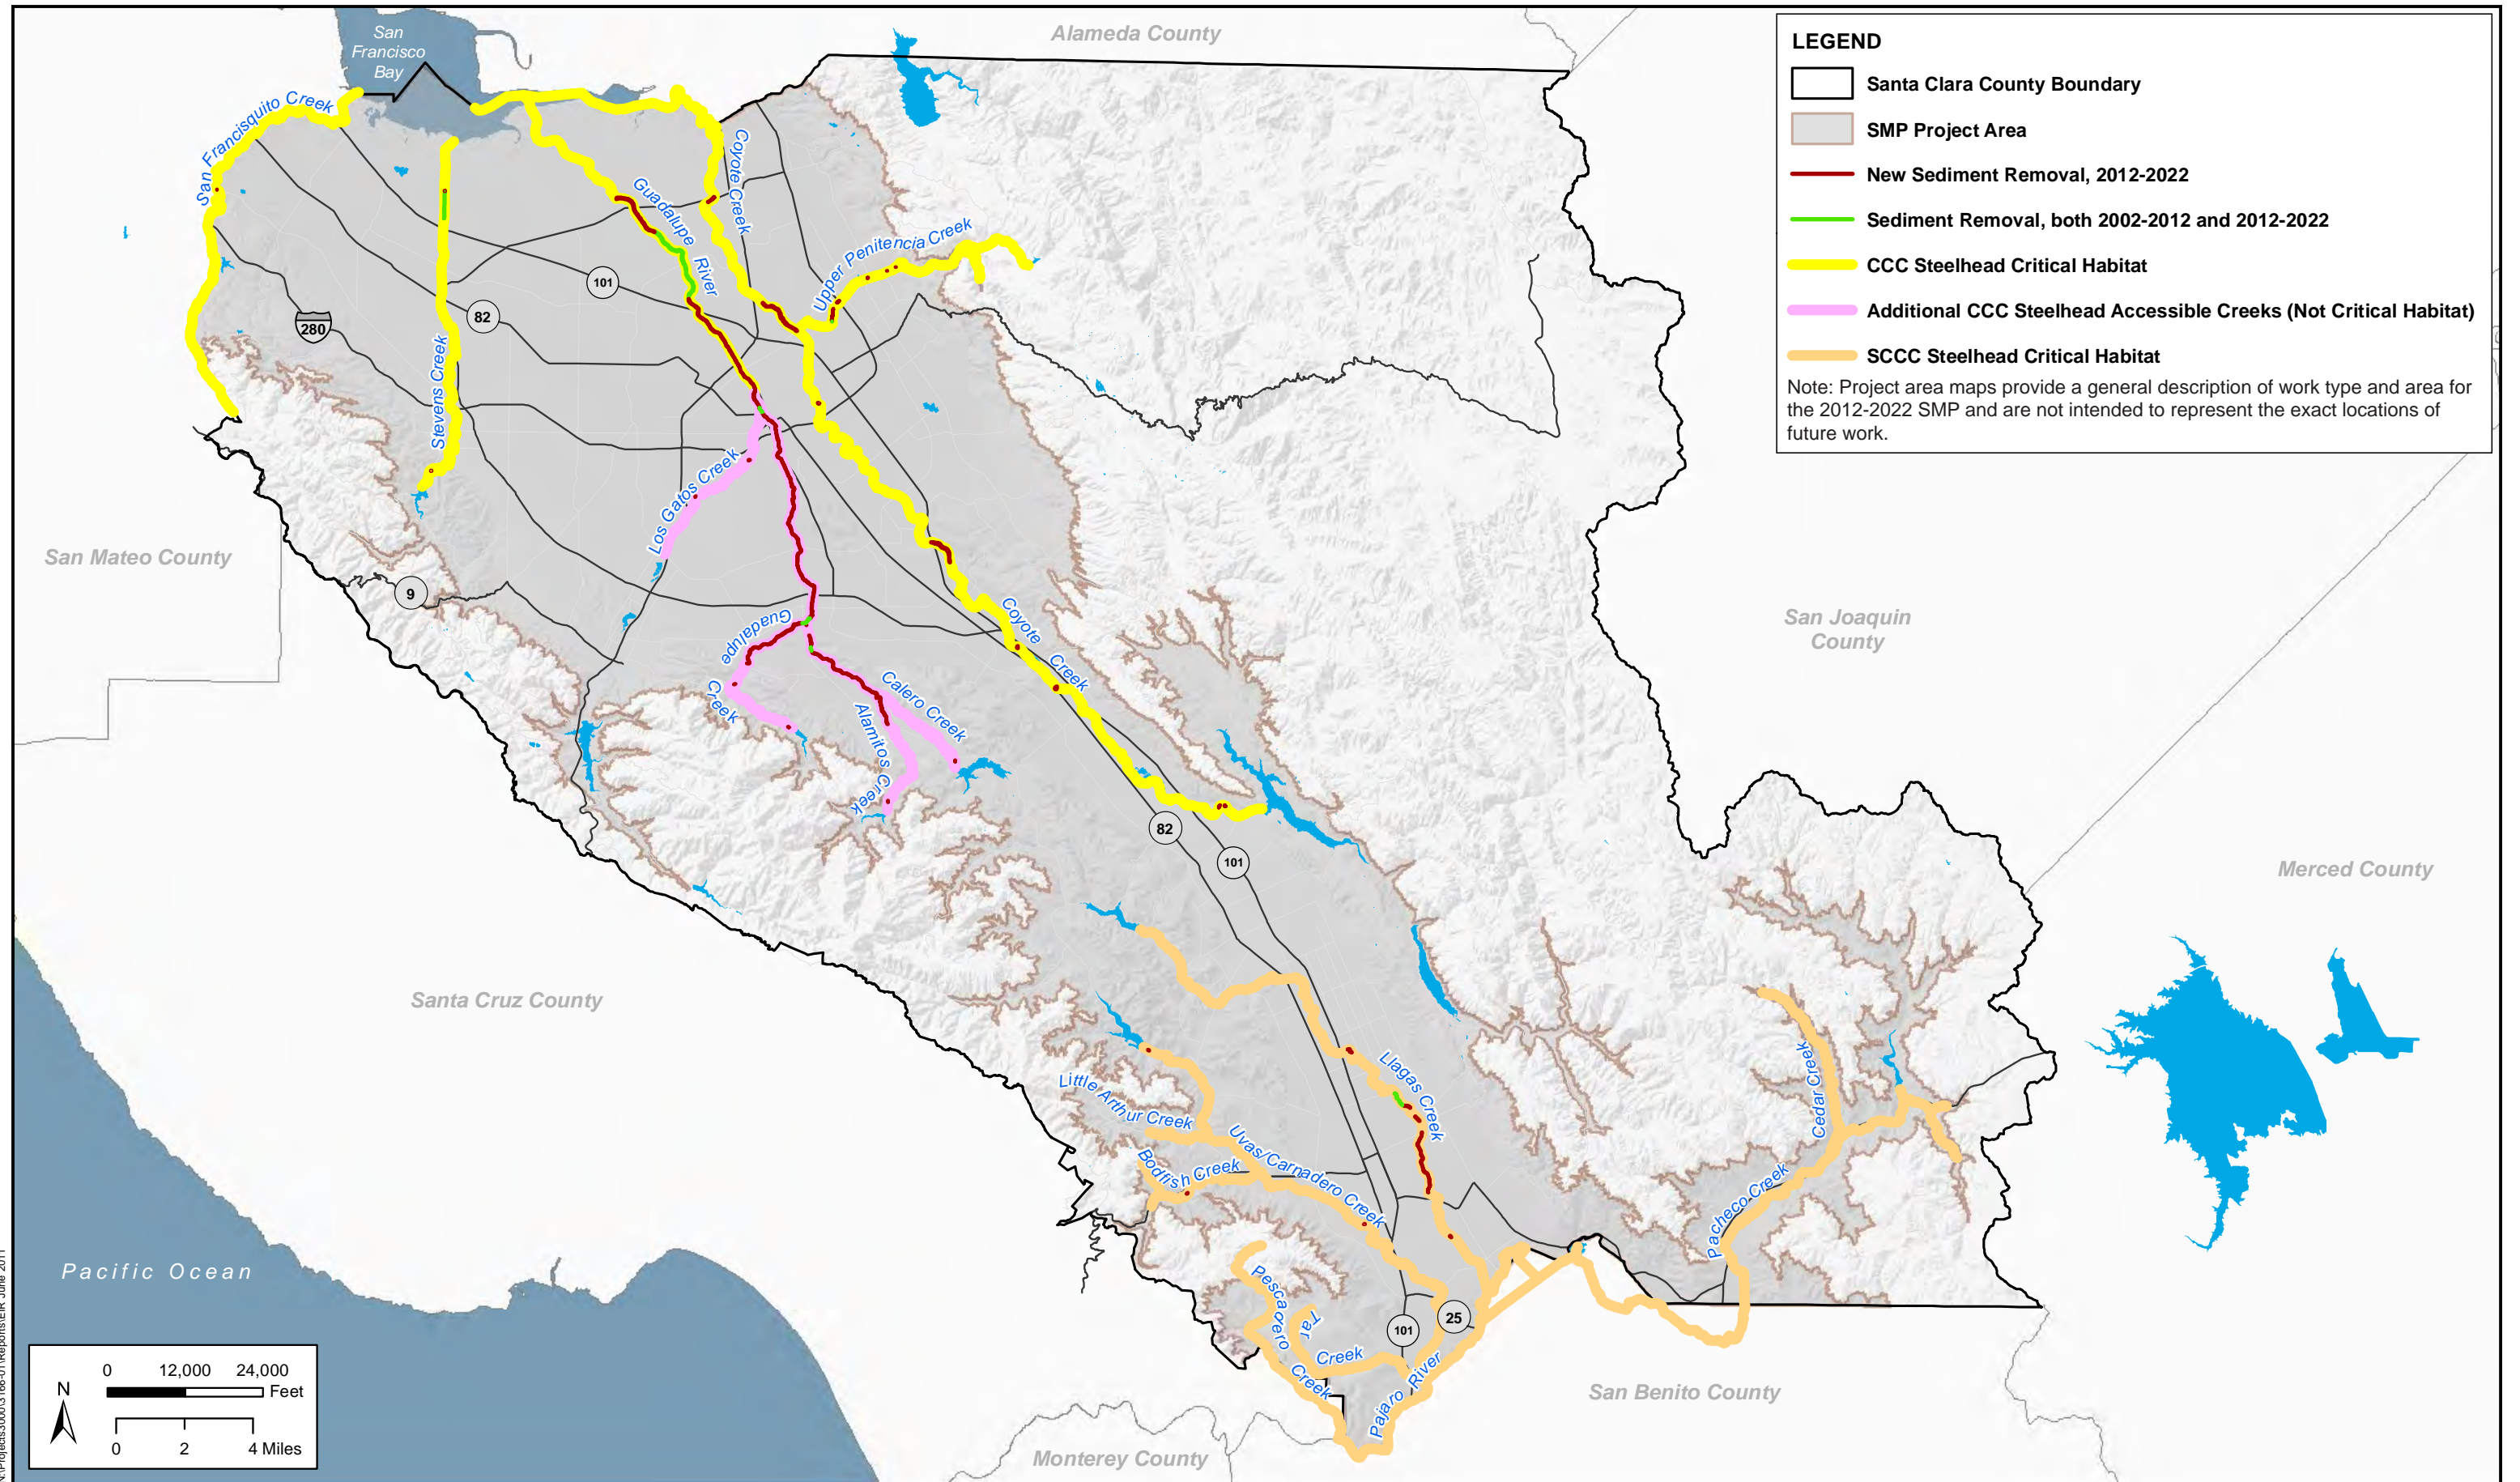 San
Francisco
Bay
Alameda County
San Francisquito Creek
Coyote Creek
Guadalupe River
Upper Penitencia Creek
101
82
280
Stevens Creek
Los Gatos Creek
San Mateo County
9
Guadalupe
Creek
Calero Creek
Alamitos Creek
Coyote Creek
82
101
San Joaquin
County
Merced County
Santa Cruz County
Llagas Creek
Little Arthur Creek
Uvas/Carnadero Creek
Bodfish Creek
Cedar Creek
Pacheco Creek
Pescadero
Creek
Tar
Creek
101
25
Pajaro River
San Benito County
Monterey County
Pacific Ocean
LEGEND
Santa Clara County Boundary
SMP Project Area
New Sediment Removal, 2012-2022
Sediment Removal, both 2002-2012 and 2012-2022
CCC Steelhead Critical Habitat
Additional CCC Steelhead Accessible Creeks (Not Critical Habitat)
SCCC Steelhead Critical Habitat
Note: Project area maps provide a general description of work type and area for
the 2012-2022 SMP and are not intended to represent the exact locations of
future work.
N
0 12,000 24,000
Feet
0 2 4 Miles